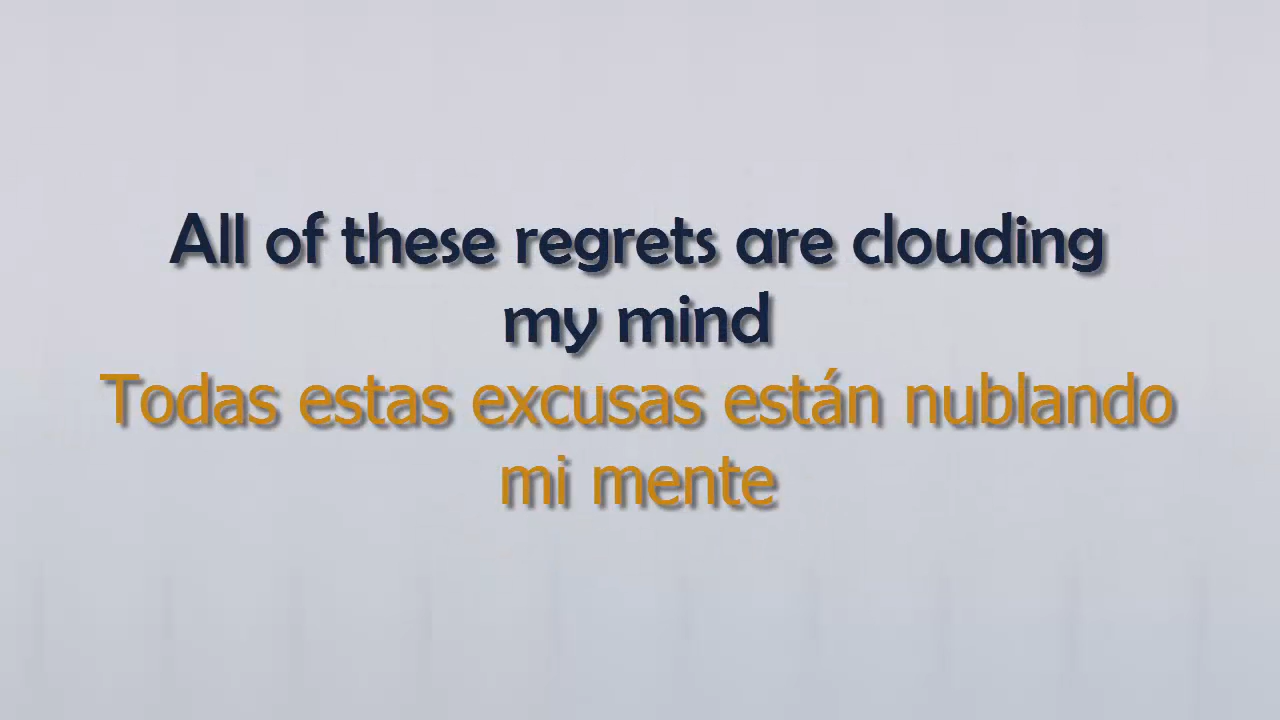 All of these regrets are clouding
my mind
Todas estas excusas están nublando
mi mente